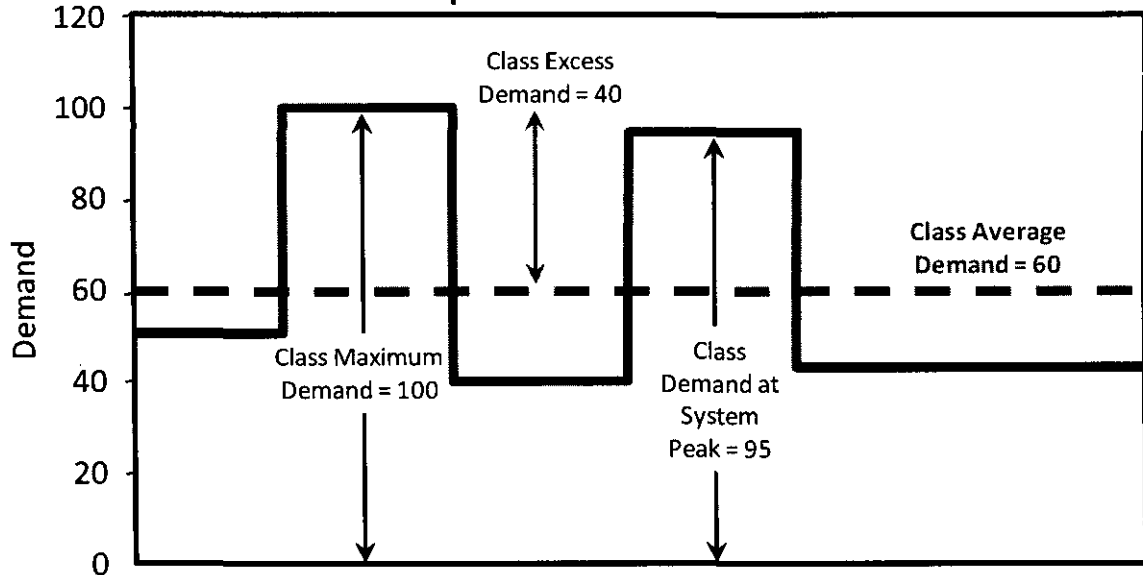 120
100
80
60
40
20
0
Demand
Class Excess
Demand = 40
Class Average
Demand = 60
Class Maximum
Demand = 100
Class
Demand at
System
Peak = 95